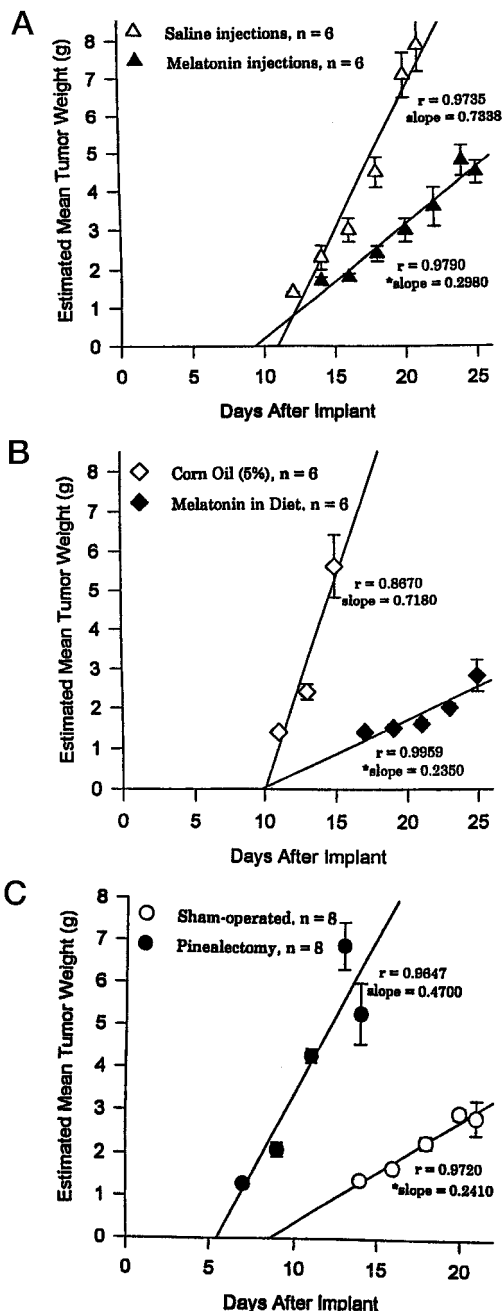 A
Estimated Mean Tumor Weight (g)
8
7
6
5
4
3
2
1
0
Saline injections, n = 6
Melatonin injections, n = 6
r = 0.9735
slope = 0.7338
r = 0.9790
*slope = 0.2980
0 5 10 15 20 25
Days After Implant
B
Estimated Mean Tumor Weight (g)
8
7
6
5
4
3
2
1
0
Corn Oil (5%), n = 6
Melatonin in Diet, n = 6
r = 0.8670
slope = 0.7180
r = 0.9959
*slope = 0.2350
0 5 10 15 20 25
Days After Implant
C
Estimated Mean Tumor Weight (g)
8
7
6
5
4
3
2
1
0
Sham-operated, n = 8
Pinealectomy, n = 8
r = 0.9647
slope = 0.4700
r = 0.9720
*slope = 0.2410
0 5 10 15 20
Days After Implant